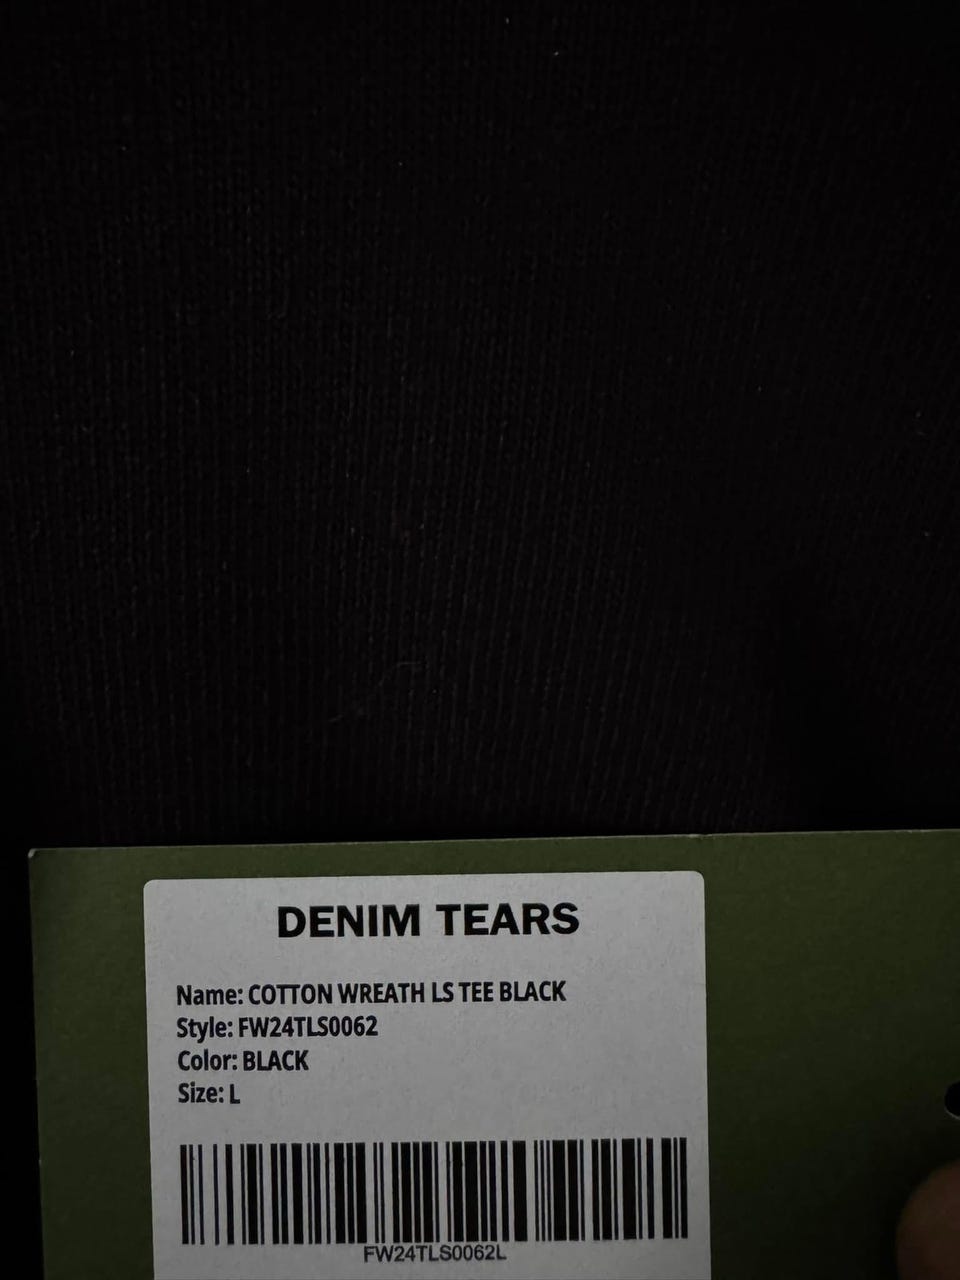 DENIM TEARS
Name: COTTON WREATH LS TEE BLACK
Style: FW24TLS0062
Color: BLACK
Size: L
FW24TLS0062L